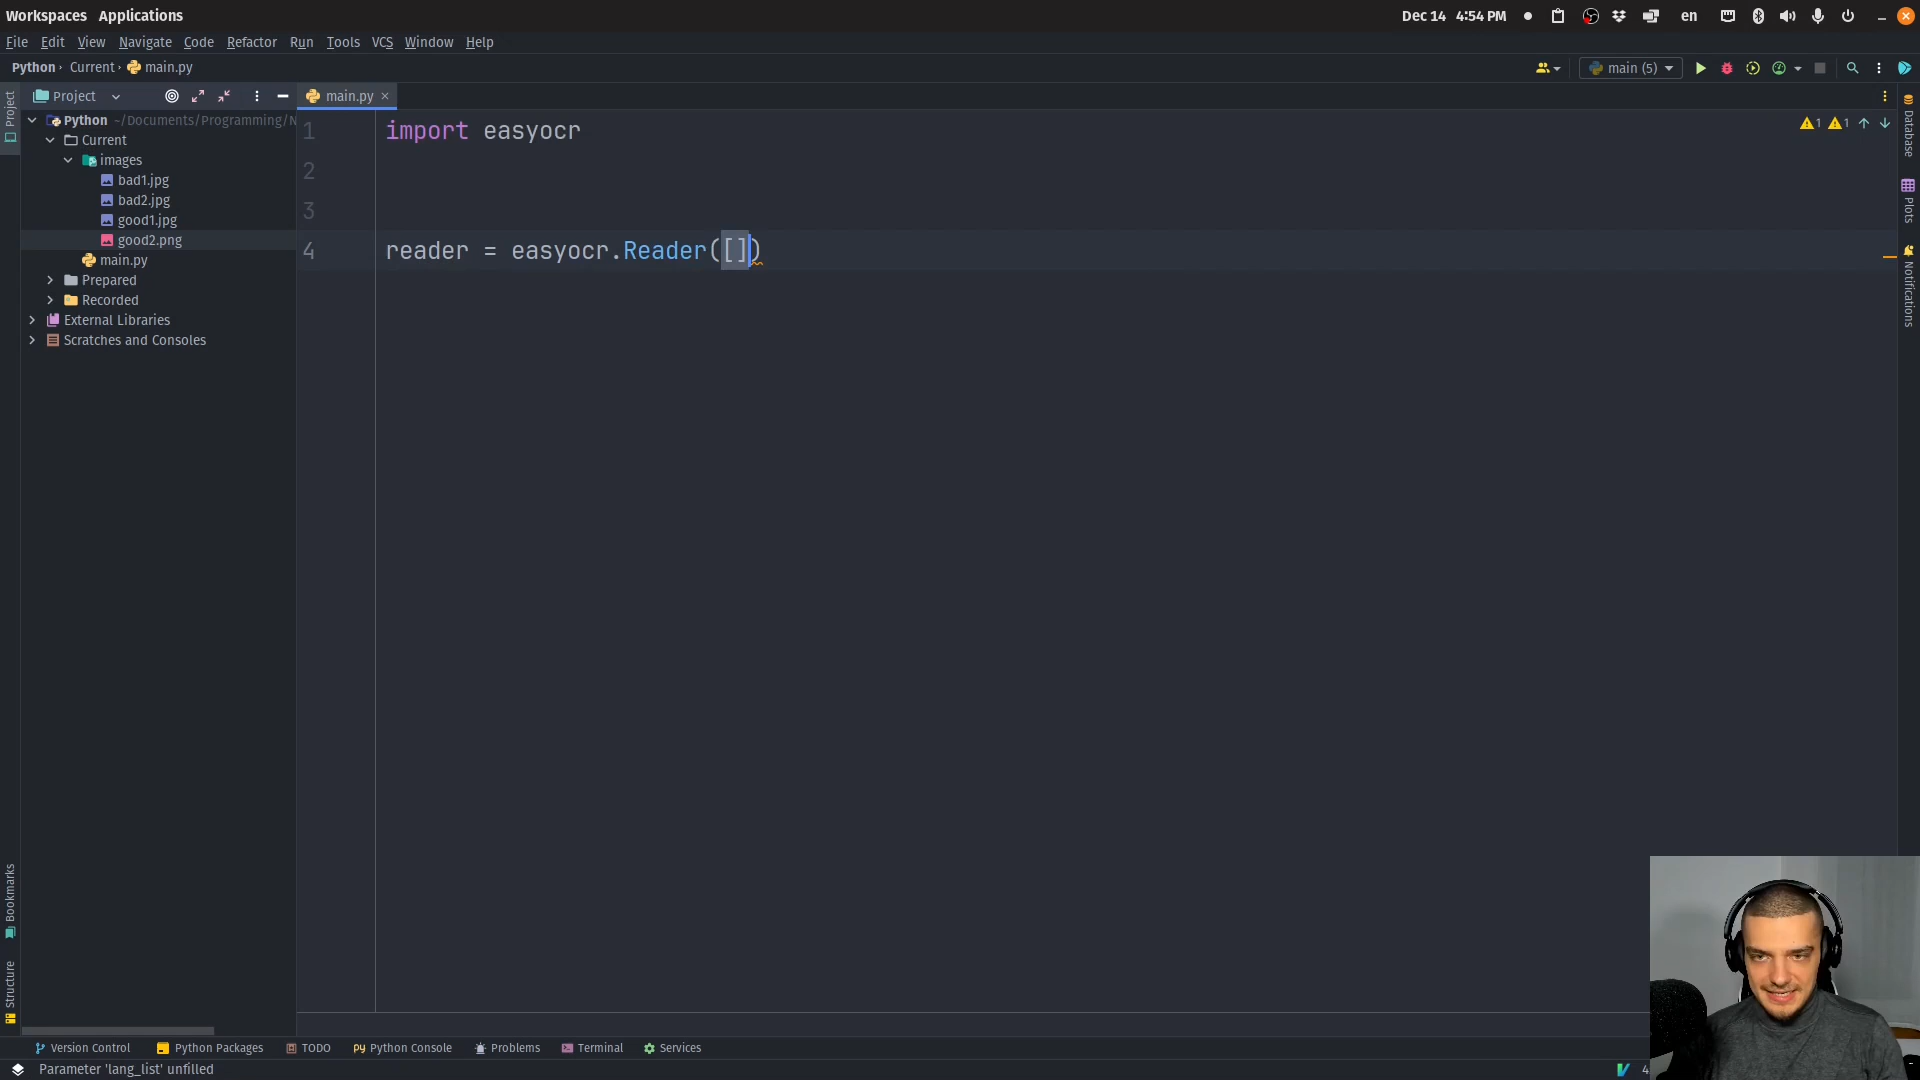 Workspaces Applications Dec 14 4:54 PM en
File Edit View Navigate Code Refactor Run Tools VCS Window Help
Python Current main.py main (5)
Project main.py
Python ~/Documents/Programming/N
Current
images
bad1.jpg
bad2.jpg
good1.jpg
good2.png
main.py
Prepared
Recorded
External Libraries
Scratches and Consoles
1 import easyocr
2
3
4 reader = easyocr.Reader([])
1 1
Project
Bookmarks
Structure
Database
Plots
Notifications
Version Control Python Packages TODO Python Console Problems Terminal Services
Parameter 'lang_list' unfilled 4